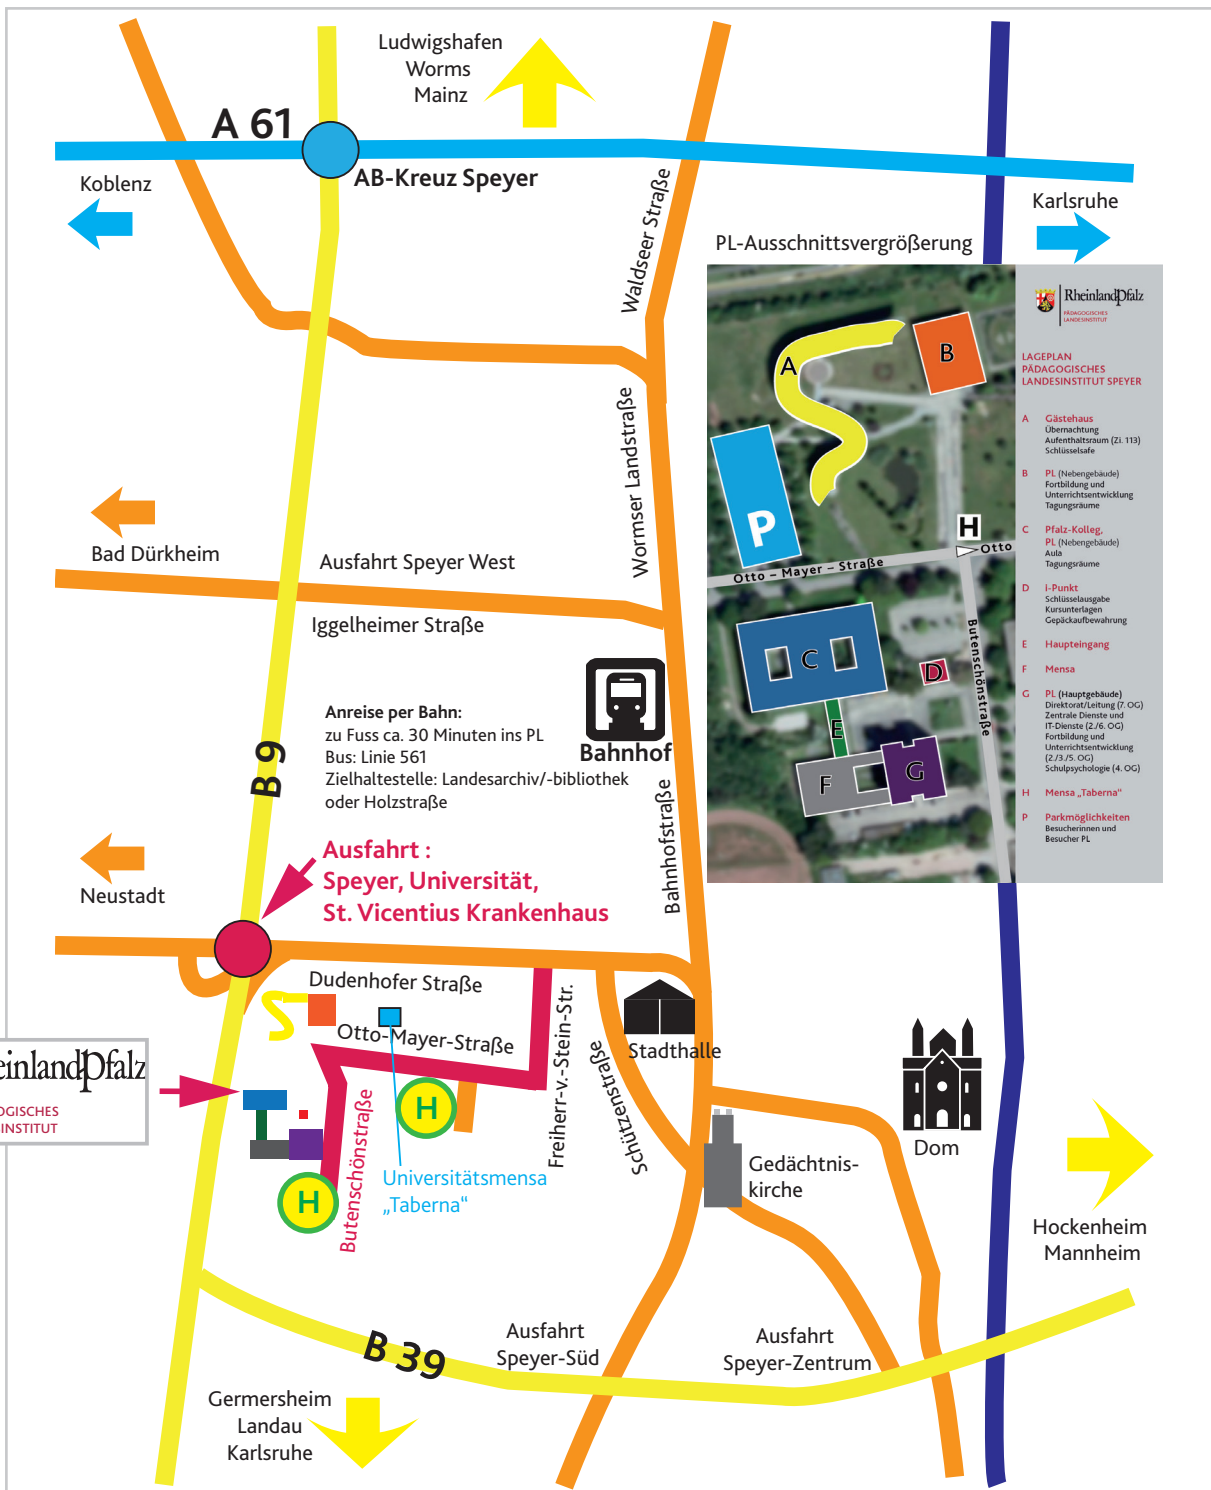 Ludwigshafen
Worms
Mainz
A 61
AB-Kreuz Speyer
Koblenz
Karlsruhe
Waldseer Straße
PL-Ausschnittsvergrößerung
RheinlandPfalz
PÄDAGOGISCHES
LANDESINSTITUT
LAGEPLAN
PÄDAGOGISCHES
LANDESINSTITUT SPEYER
A Gästehaus
Übernachtung
Aufenthaltsraum (Zi. 113)
Schlüsselsafe
B PL (Nebengebäude)
Fortbildung und
Unterrichtsentwicklung
Tagungsräume
C Pfalz-Kolleg,
PL (Nebengebäude)
Aula
Tagungsräume
D i-Punkt
Schlüsselausgabe
Kursunterlagen
Gepäckaufbewahrung
E Haupteingang
F Mensa
G PL (Hauptgebäude)
Direktorat/Leitung (7. OG)
Zentrale Dienste und
IT-Dienste (2./6. OG)
Fortbildung und
Unterrichtsentwicklung
(2./3./5. OG)
Schulpsychologie (4. OG)
H Mensa „Taberna“
P Parkmöglichkeiten
Besucherinnen und
Besucher PL
A
B
P
H
Otto
Otto – Mayer – Straße
Butenschönstraße
C
D
E
F
G
Wormser Landstraße
Bad Dürkheim
Ausfahrt Speyer West
Iggelheimer Straße
Anreise per Bahn:
zu Fuss ca. 30 Minuten ins PL
Bus: Linie 561
Zielhaltestelle: Landesarchiv/-bibliothek
oder Holzstraße
Bahnhof
B 9
Bahnhofstraße
Neustadt
Ausfahrt :
Speyer, Universität,
St. Vicentius Krankenhaus
Dudenhofer Straße
Otto-Mayer-Straße
Freiherr-v.-Stein-Str.
Schützenstraße
Stadthalle
einlandPfalz
OGISCHES
INSTITUT
H
H
Butenschönstraße
Universitätsmensa
„Taberna“
Gedächtnis-
kirche
Dom
Hockenheim
Mannheim
B 39
Ausfahrt
Speyer-Süd
Ausfahrt
Speyer-Zentrum
Germersheim
Landau
Karlsruhe